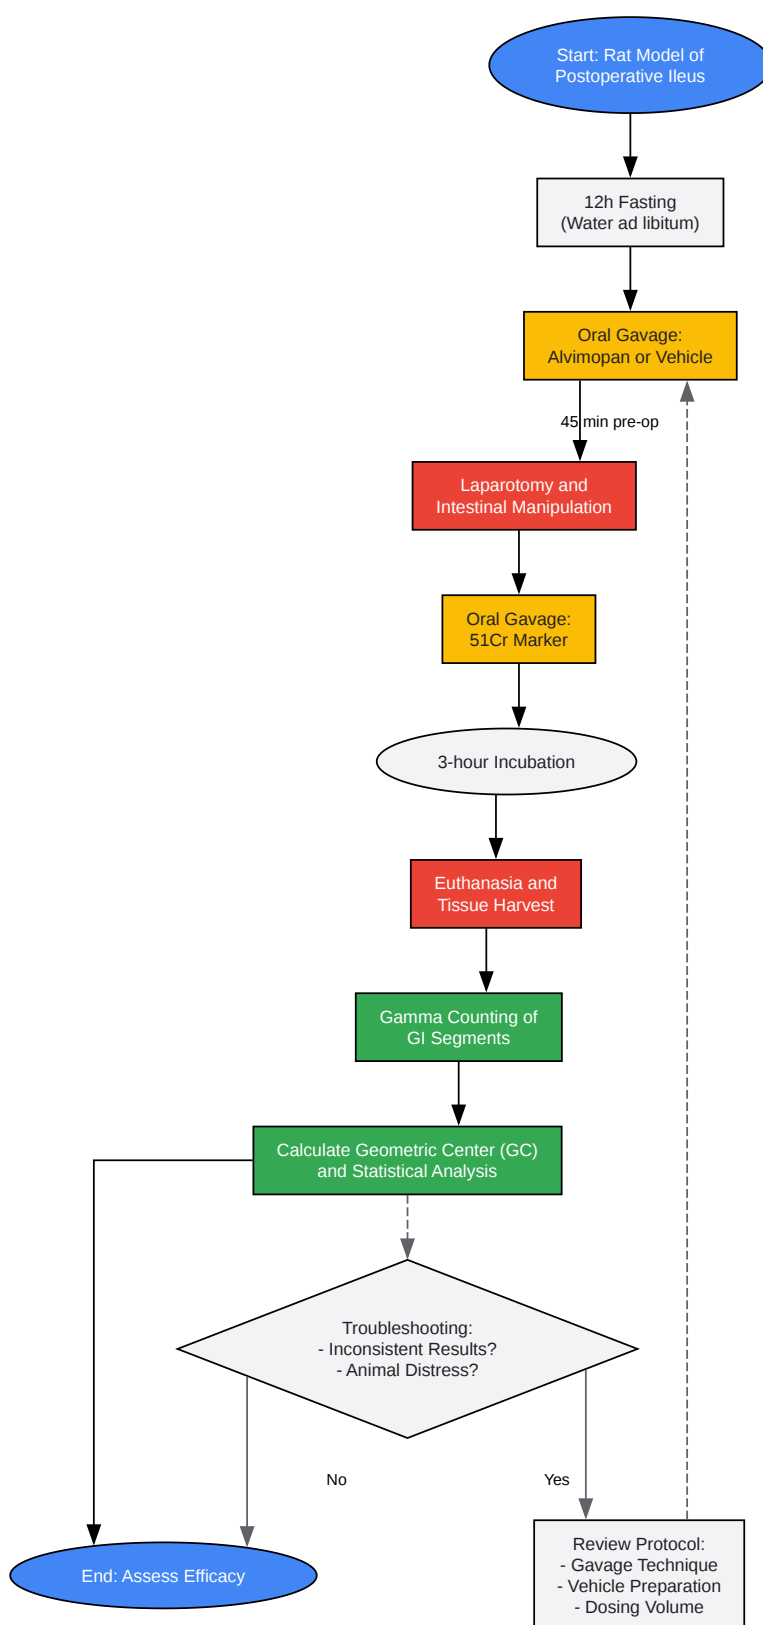 Start: Rat Model of
Postoperative Ileus
12h Fasting
(Water ad libitum)
Oral Gavage:
Alvimopan or Vehicle
45 min pre-op
Laparotomy and
Intestinal Manipulation
Oral Gavage:
51Cr Marker
3-hour Incubation
Euthanasia and
Tissue Harvest
Gamma Counting of
GI Segments
Calculate Geometric Center (GC)
and Statistical Analysis
Troubleshooting:
- Inconsistent Results?
- Animal Distress?
No
Yes
End: Assess Efficacy
Review Protocol:
- Gavage Technique
- Vehicle Preparation
- Dosing Volume